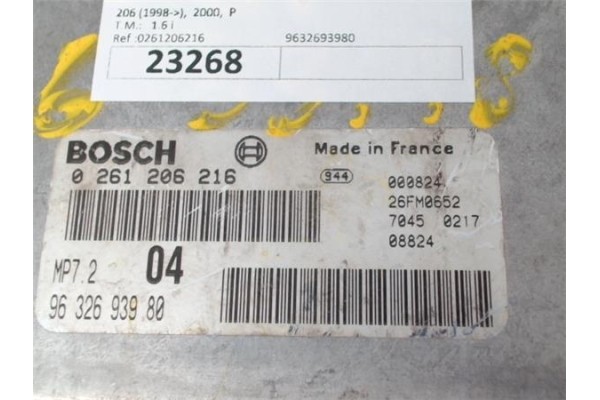 206 (1998->), 2000, P
T M.: 1.6 i
Ref :0261206216 9632693980
23268
BOSCH Made in France
0 261 206 216 944 000824
26FM0652
7045 0217
08824
MP7.2 04
96 326 939 80